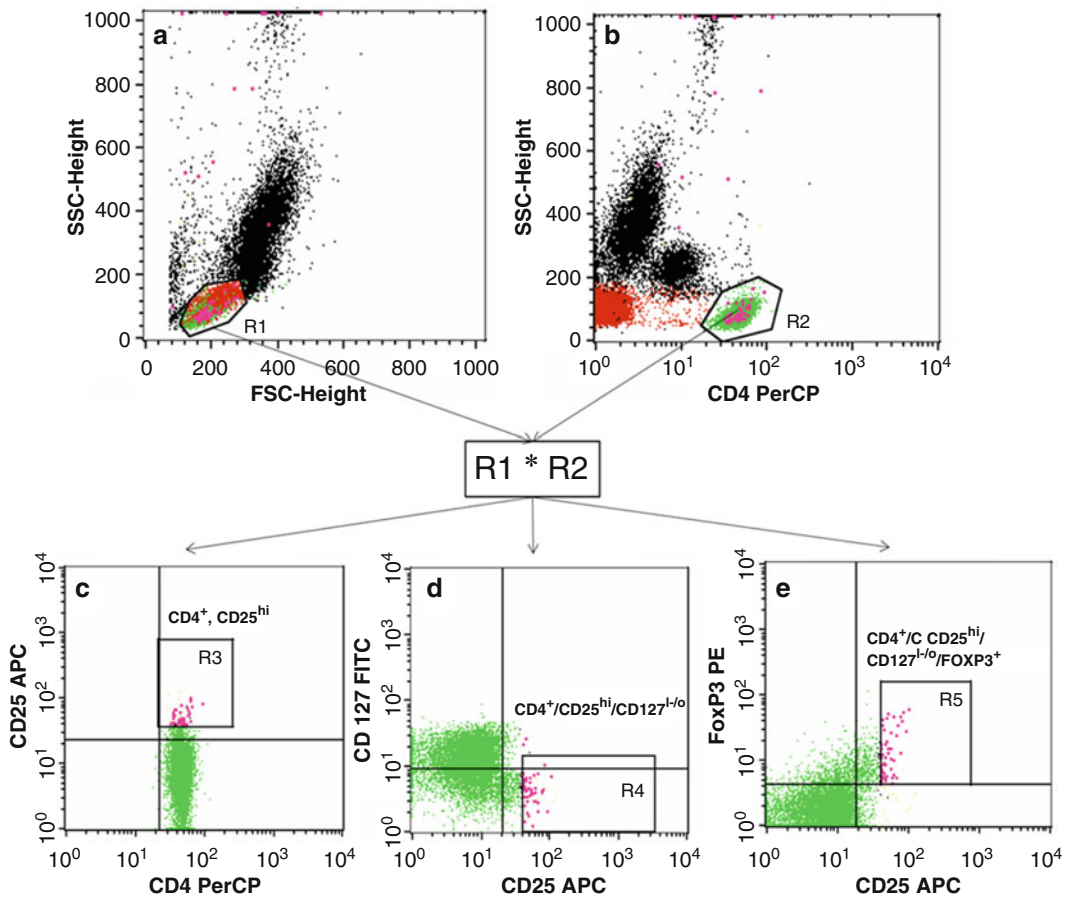 a
SSC-Height
1000
800
600
400
200
0
R1
0 200 400 600 800 1000
FSC-Height
b
SSC-Height
1000
800
600
400
200
0
R2
10^0 10^1 10^2 10^3 10^4
CD4 PerCP
R1 * R2
c
CD25 APC
10^4
10^3
10^2
10^1
10^0
CD4+, CD25hi
R3
10^0 10^1 10^2 10^3 10^4
CD4 PerCP
d
CD 127 FITC
10^4
10^3
10^2
10^1
10^0
CD4+/CD25hi/CD127l-/o
R4
10^0 10^1 10^2 10^3 10^4
CD25 APC
e
FoxP3 PE
10^4
10^3
10^2
10^1
10^0
CD4+/C CD25hi/
CD127l-/o/FOXP3+
R5
10^0 10^1 10^2 10^3 10^4
CD25 APC